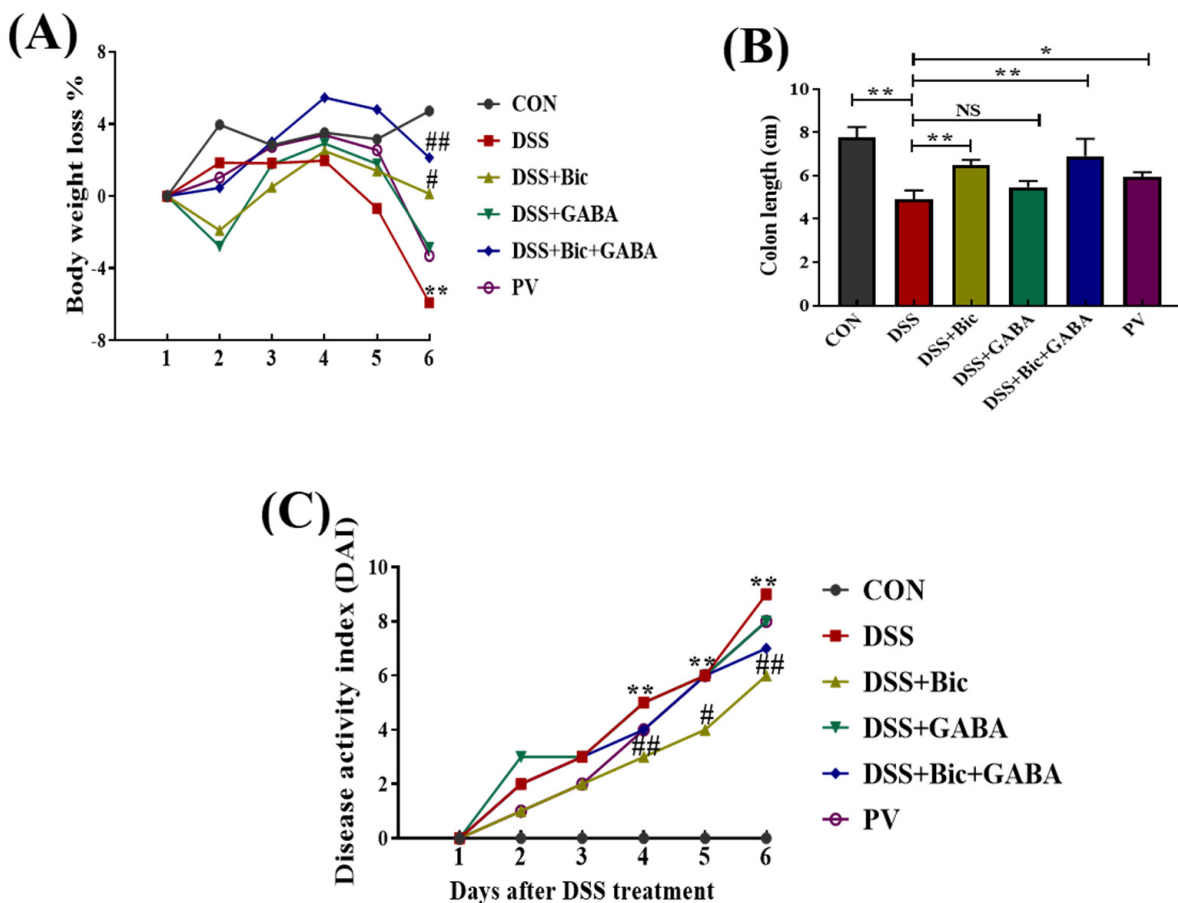 (A)
Body weight loss %
8
4
0
-4
-8
1 2 3 4 5 6
##
#
**
CON
DSS
DSS+Bic
DSS+GABA
DSS+Bic+GABA
PV
(B)
Colon length (cm)
10
8
6
4
2
0
*
**
** NS
**
CON
DSS
DSS+Bic
DSS+GABA
DSS+Bic+GABA
PV
(C)
Disease activity index (DAI)
10
8
6
4
2
0
**
** **
##
#
##
1 2 3 4 5 6
Days after DSS treatment
CON
DSS
DSS+Bic
DSS+GABA
DSS+Bic+GABA
PV